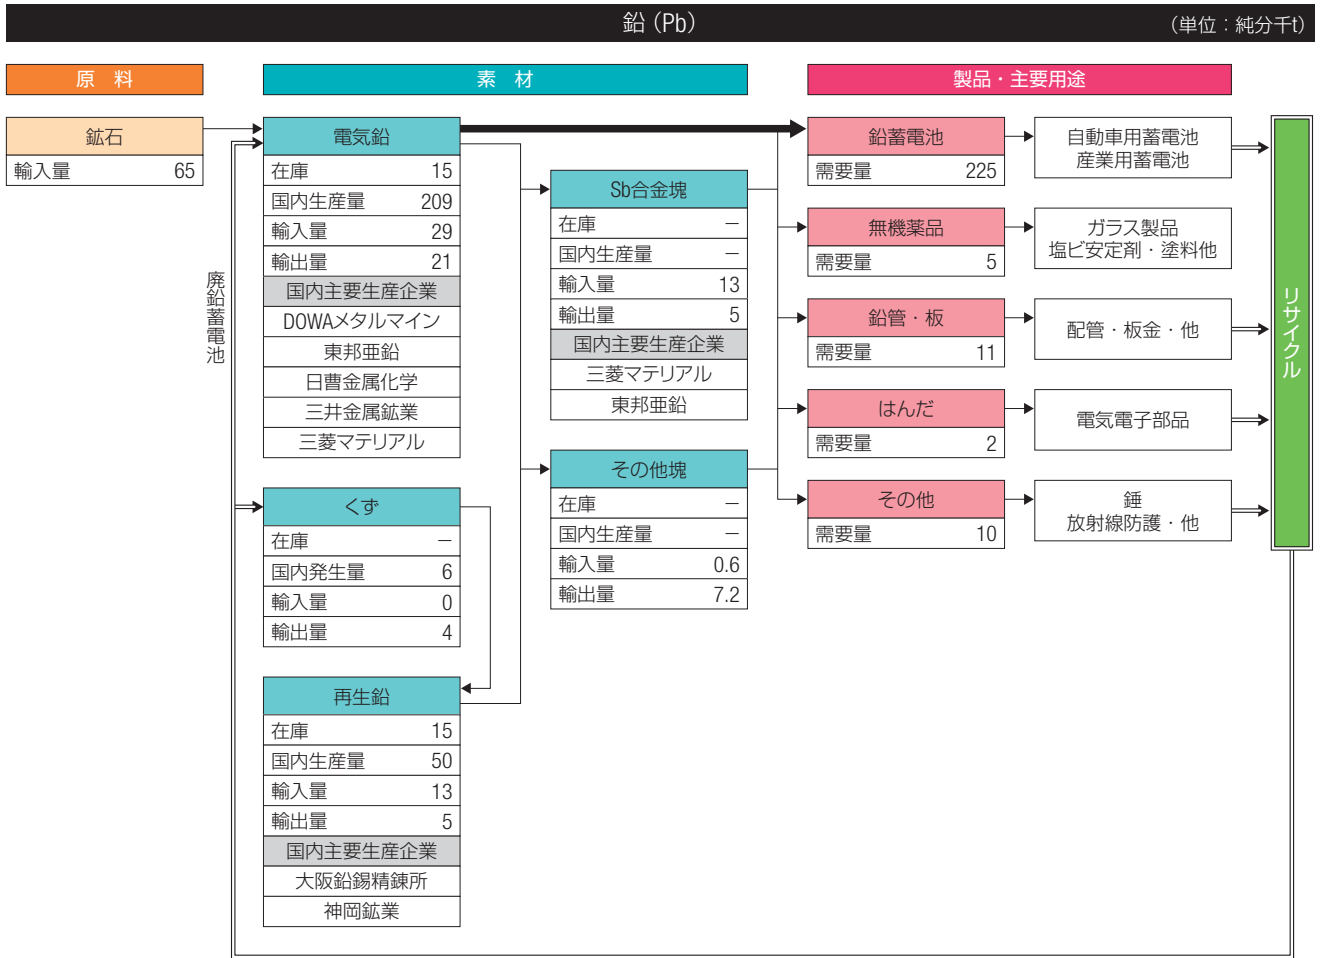 鉛（Pb）
（単位：純分千t）
原　料
素　材
製品・主要用途
鉱石
輸入量 65
廃鉛蓄電池
電気鉛
在庫 15
国内生産量 209
輸入量 29
輸出量 21
国内主要生産企業
DOWAメタルマイン
東邦亜鉛
日曹金属化学
三井金属鉱業
三菱マテリアル
くず
在庫 －
国内発生量 6
輸入量 0
輸出量 4
再生鉛
在庫 15
国内生産量 50
輸入量 13
輸出量 5
国内主要生産企業
大阪鉛錫精錬所
神岡鉱業
Sb合金塊
在庫 －
国内生産量 －
輸入量 13
輸出量 5
国内主要生産企業
三菱マテリアル
東邦亜鉛
その他塊
在庫 －
国内生産量 －
輸入量 0.6
輸出量 7.2
鉛蓄電池
需要量 225
自動車用蓄電池
産業用蓄電池
無機薬品
需要量 5
ガラス製品
塩ビ安定剤・塗料他
鉛管・板
需要量 11
配管・板金・他
はんだ
需要量 2
電気電子部品
その他
需要量 10
錘
放射線防護・他
リサイクル